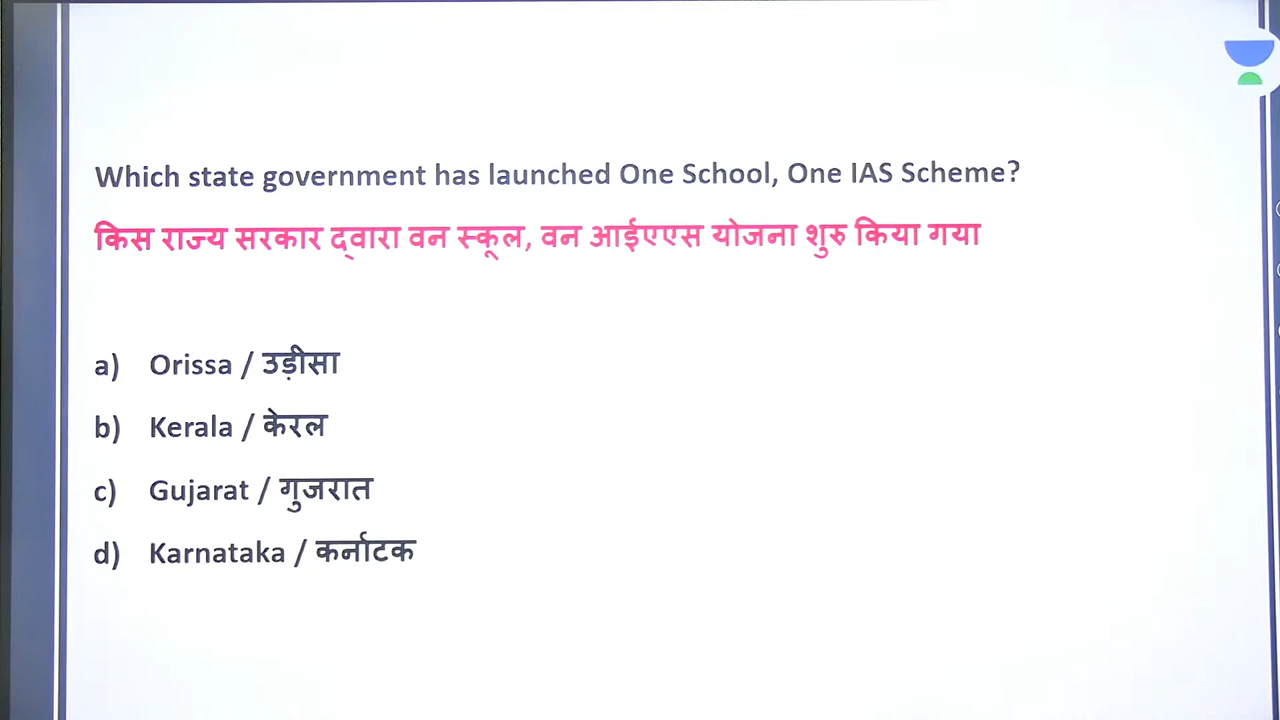 Which state government has launched One School, One IAS Scheme?
किस राज्य सरकार द्वारा वन स्कूल, वन आईएएस योजना शुरु किया गया
a) Orissa / उड़ीसा
b) Kerala / केरल
c) Gujarat / गुजरात
d) Karnataka / कर्नाटक